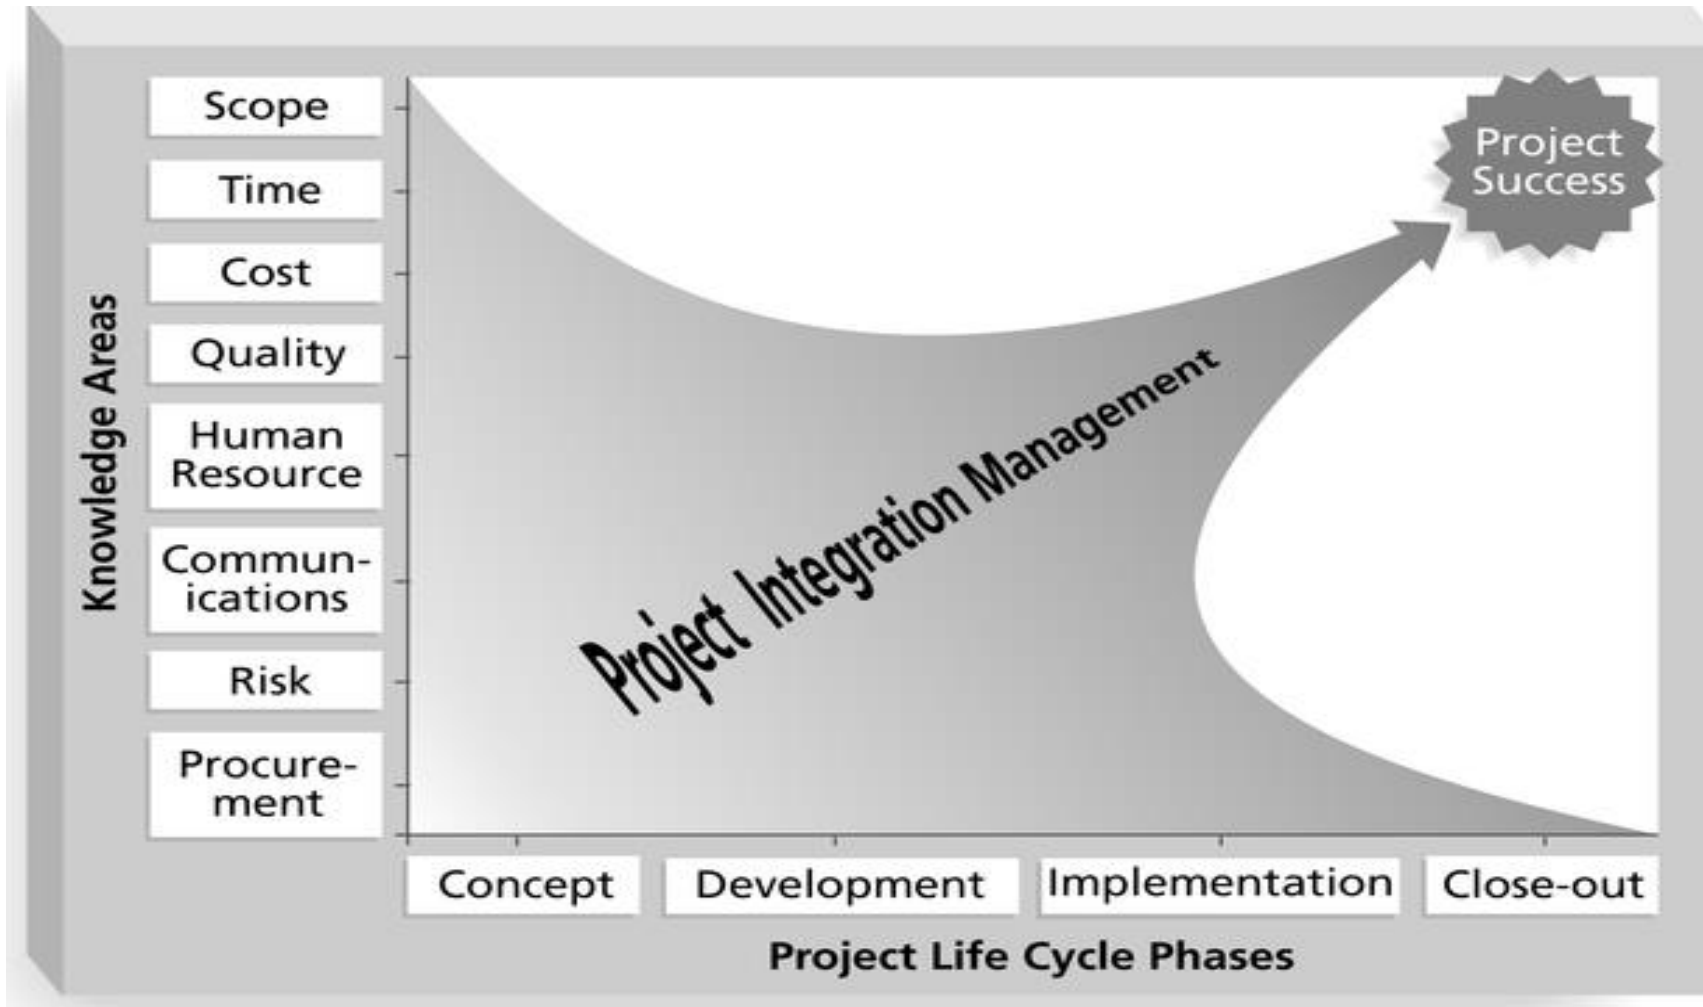 Scope
Time
Cost
Quality
Human
Resource
Commun-
ications
Risk
Procure-
ment
Knowledge Areas
Project
Success
Project Integration Management
Concept
Development
Implementation
Close-out
Project Life Cycle Phases